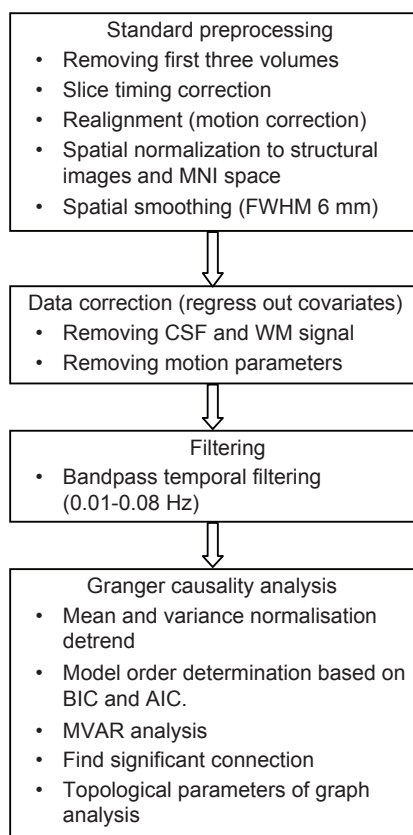 Standard preprocessing
• Removing first three volumes
• Slice timing correction
• Realignment (motion correction)
• Spatial normalization to structural
images and MNI space
• Spatial smoothing (FWHM 6 mm)
Data correction (regress out covariates)
• Removing CSF and WM signal
• Removing motion parameters
Filtering
• Bandpass temporal filtering
(0.01-0.08 Hz)
Granger causality analysis
• Mean and variance normalisation
detrend
• Model order determination based on
BIC and AIC.
• MVAR analysis
• Find significant connection
• Topological parameters of graph
analysis